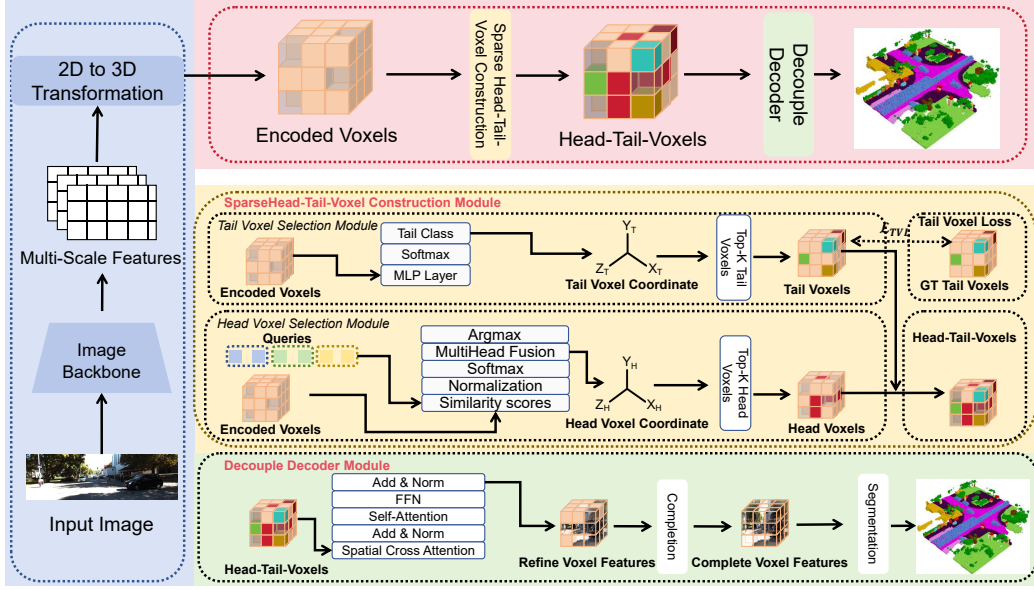 2D to 3D
Transformation
Multi-Scale Features
Image
Backbone
Input Image
Encoded Voxels
Sparse Head-Tail-
Voxel Construction
Head-Tail-Voxels
Decouple
Decoder
SparseHead-Tail-Voxel Construction Module
Tail Voxel Selection Module
Encoded Voxels
Tail Class
Softmax
MLP Layer
Y_T
Z_T
X_T
Tail Voxel Coordinate
Top-K Tail
Voxels
Tail Voxels
L_TVL
Tail Voxel Loss
GT Tail Voxels
Head Voxel Selection Module
Queries
Encoded Voxels
Argmax
MultiHead Fusion
Softmax
Normalization
Similarity scores
Y_H
Z_H
X_H
Head Voxel Coordinate
Top-K Head
Voxels
Head Voxels
Head-Tail-Voxels
Decouple Decoder Module
Head-Tail-Voxels
Add & Norm
FFN
Self-Attention
Add & Norm
Spatial Cross Attention
Refine Voxel Features
Completion
Complete Voxel Features
Segmentation